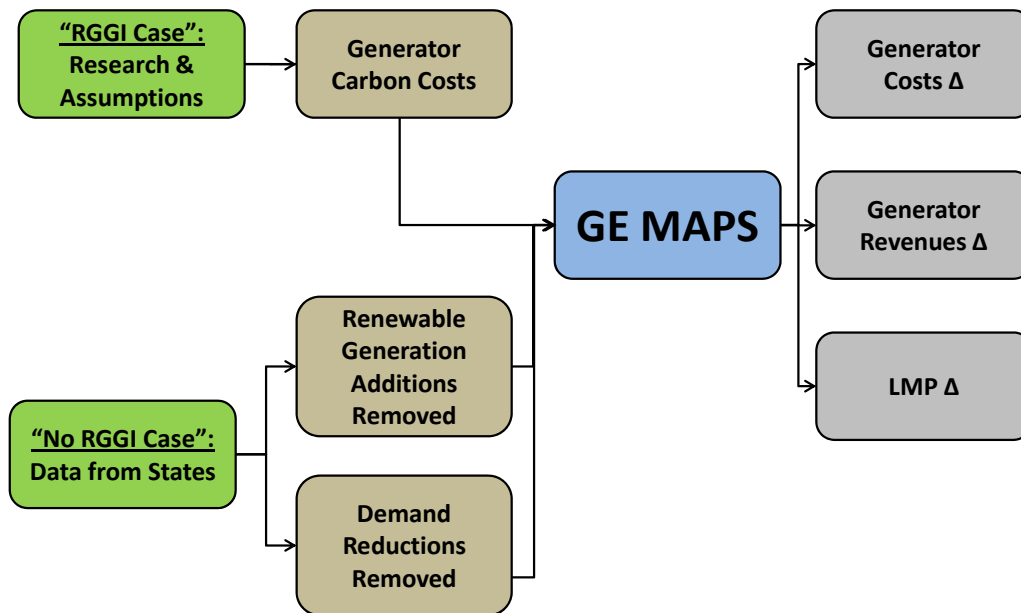 “RGGI Case”:
Research &
Assumptions
Generator
Carbon Costs
Generator
Costs Δ
GE MAPS
Generator
Revenues Δ
Renewable
Generation
Additions
Removed
LMP Δ
“No RGGI Case”:
Data from States
Demand
Reductions
Removed